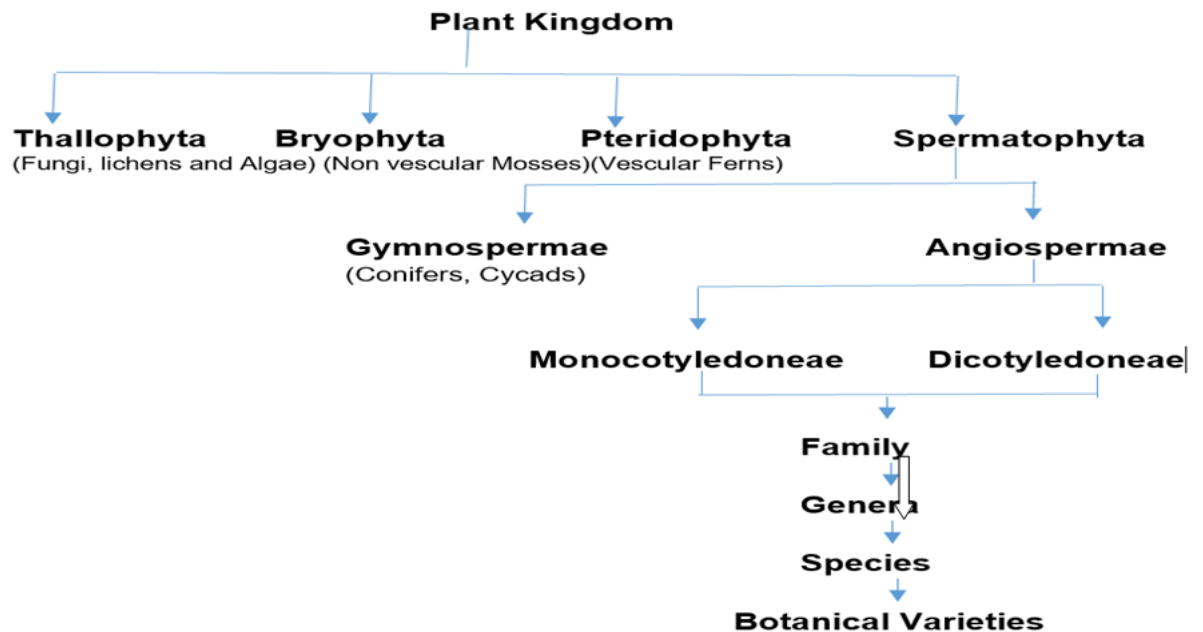 Plant Kingdom
Thallophyta Bryophyta Pteridophyta Spermatophyta
(Fungi, lichens and Algae) (Non vescular Mosses)(Vescular Ferns)
Gymnospermae Angiospermae
(Conifers, Cycads)
Monocotyledoneae Dicotyledoneae
Family
Genera
Species
Botanical Varieties